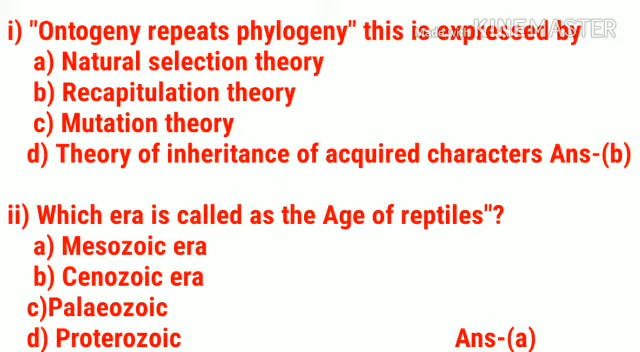 i) "Ontogeny repeats phylogeny" this is expressed by
Made with KINEMASTER
a) Natural selection theory
b) Recapitulation theory
c) Mutation theory
d) Theory of inheritance of acquired characters Ans-(b)
ii) Which era is called as the Age of reptiles"?
a) Mesozoic era
b) Cenozoic era
c)Palaeozoic
d) Proterozoic Ans-(a)